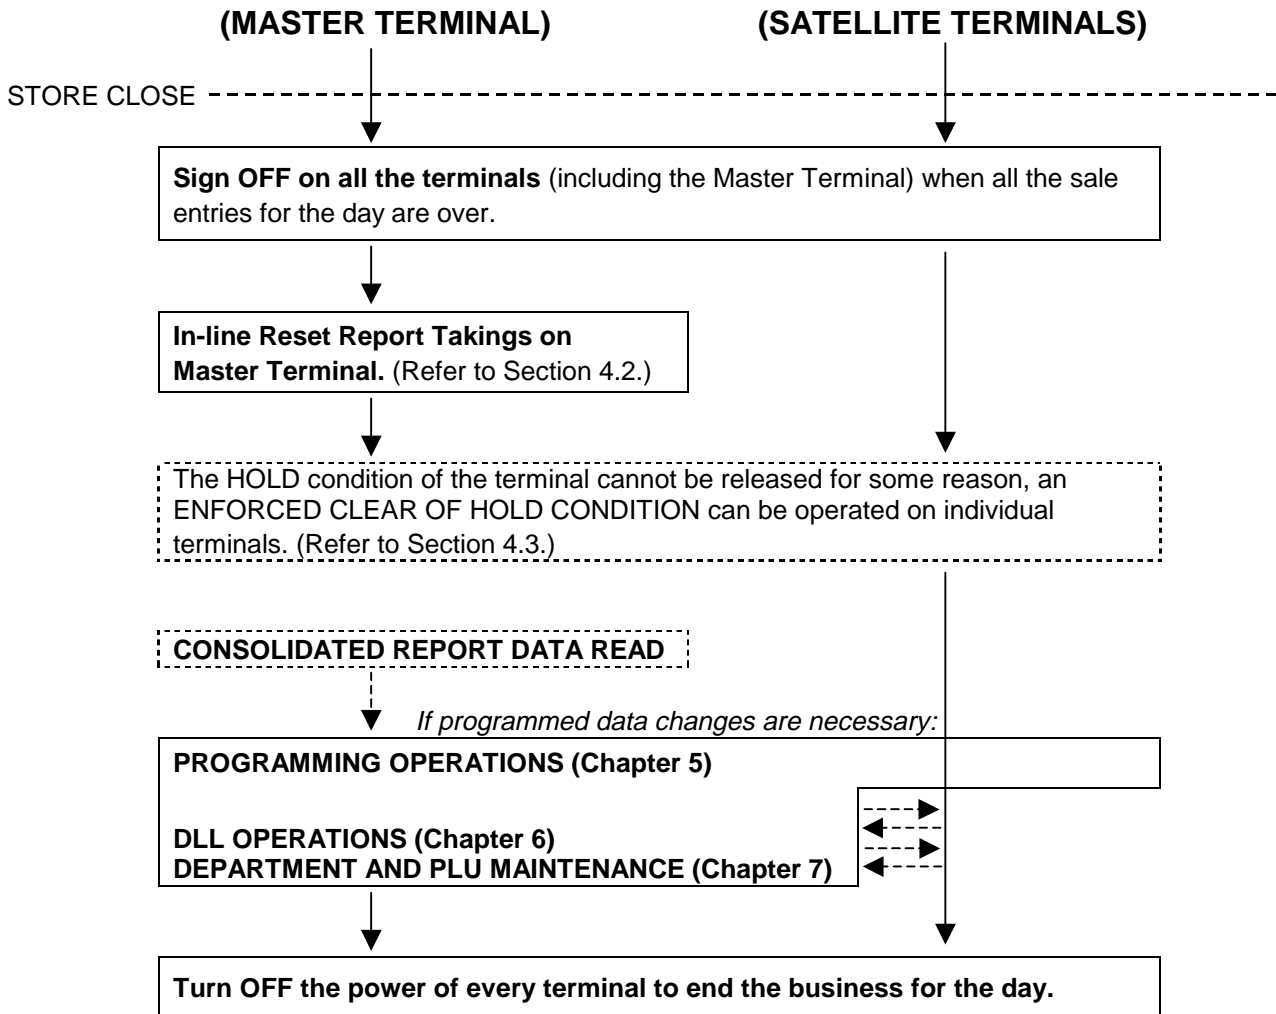 (MASTER TERMINAL) (SATELLITE TERMINALS)
STORE CLOSE
Sign OFF on all the terminals (including the Master Terminal) when all the sale
entries for the day are over.
In-line Reset Report Takings on
Master Terminal. (Refer to Section 4.2.)
The HOLD condition of the terminal cannot be released for some reason, an
ENFORCED CLEAR OF HOLD CONDITION can be operated on individual
terminals. (Refer to Section 4.3.)
CONSOLIDATED REPORT DATA READ
If programmed data changes are necessary:
PROGRAMMING OPERATIONS (Chapter 5)
DLL OPERATIONS (Chapter 6)
DEPARTMENT AND PLU MAINTENANCE (Chapter 7)
Turn OFF the power of every terminal to end the business for the day.